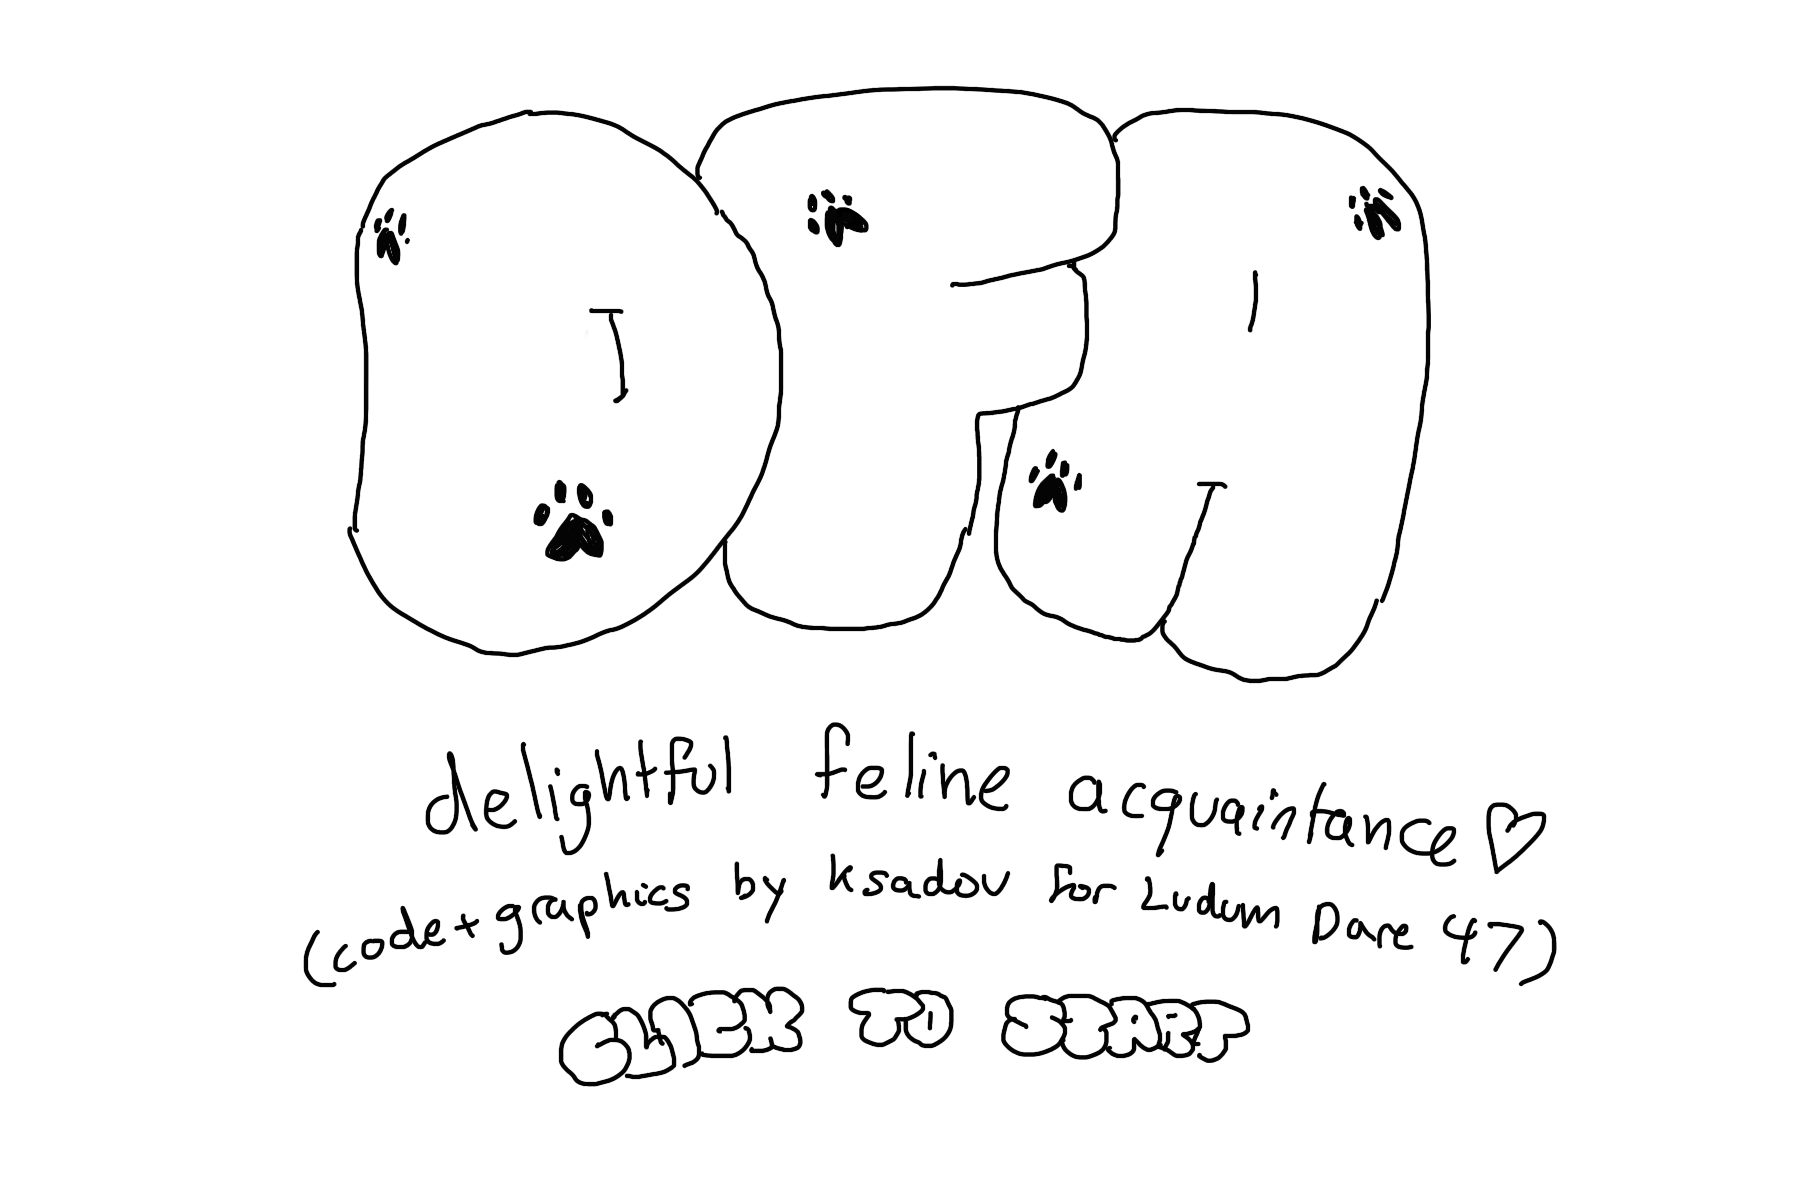 DFA
delightful feline acquaintance♡
(code+graphics by ksadov for Ludum Dare 47)
CLICK TO START